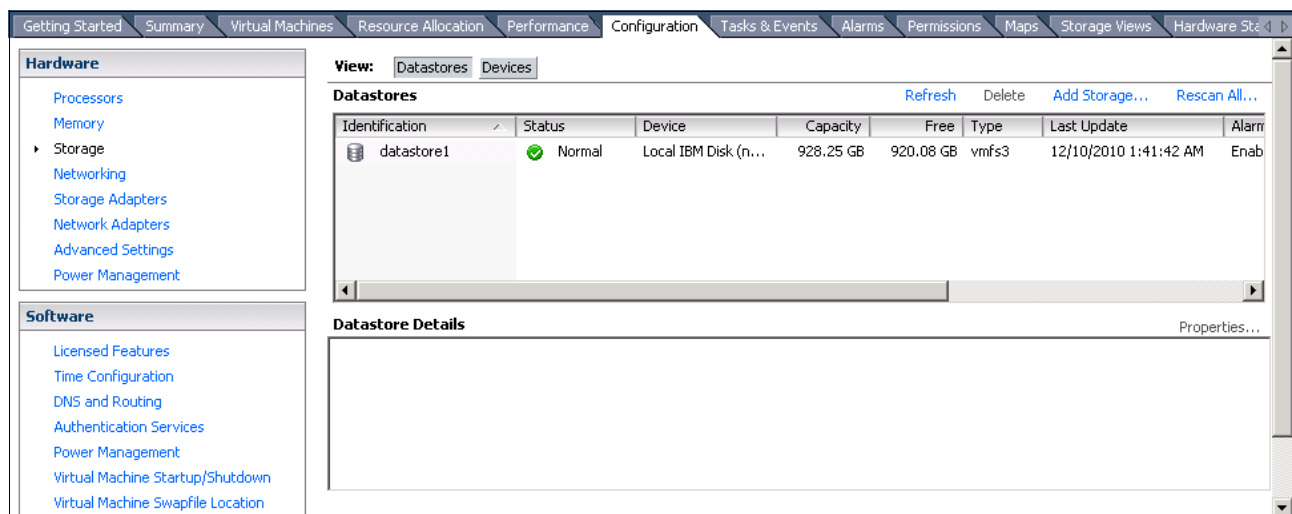 Getting Started Summary Virtual Machines Resource Allocation Performance Configuration Tasks & Events Alarms Permissions Maps Storage Views Hardware Sta
Hardware
Processors
Memory
Storage
Networking
Storage Adapters
Network Adapters
Advanced Settings
Power Management
Software
Licensed Features
Time Configuration
DNS and Routing
Authentication Services
Power Management
Virtual Machine Startup/Shutdown
Virtual Machine Swapfile Location
View: Datastores Devices
Datastores Refresh Delete Add Storage... Rescan All...
Identification Status Device Capacity Free Type Last Update Alarm
datastore1 Normal Local IBM Disk (n... 928.25 GB 920.08 GB vmfs3 12/10/2010 1:41:42 AM Enab
Datastore Details Properties...